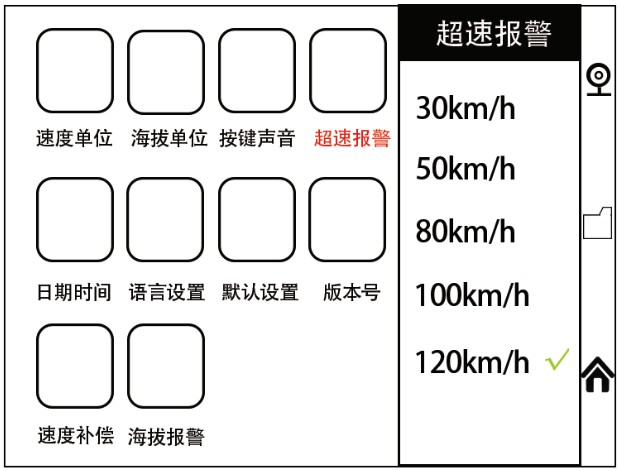 速度单位 海拔单位 按键声音 超速报警
日期时间 语言设置 默认设置 版本号
速度补偿 海拔报警
超速报警
30km/h
50km/h
80km/h
100km/h
120km/h